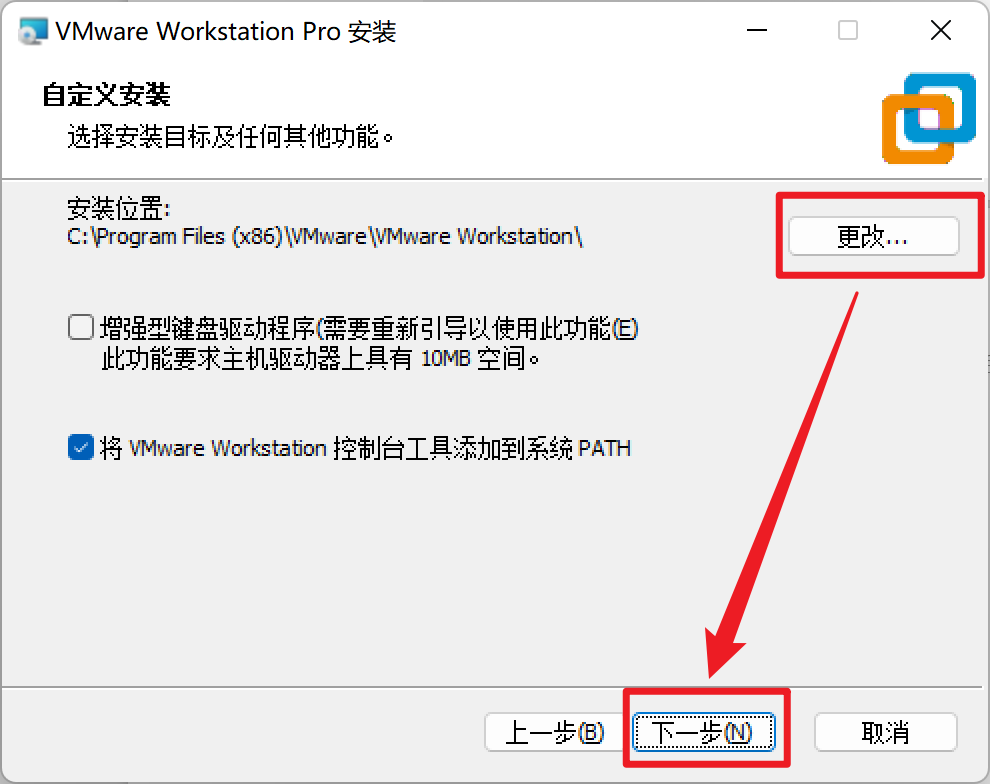 VMware Workstation Pro 安装
自定义安装
选择安装目标及任何其他功能。
安装位置:
C:\Program Files (x86)\VMware\VMware Workstation\
更改...
增强型键盘驱动程序(需要重新引导以使用此功能(E)
此功能要求主机驱动器上具有 10MB 空间。
将 VMware Workstation 控制台工具添加到系统 PATH
上一步(B)
下一步(N)
取消